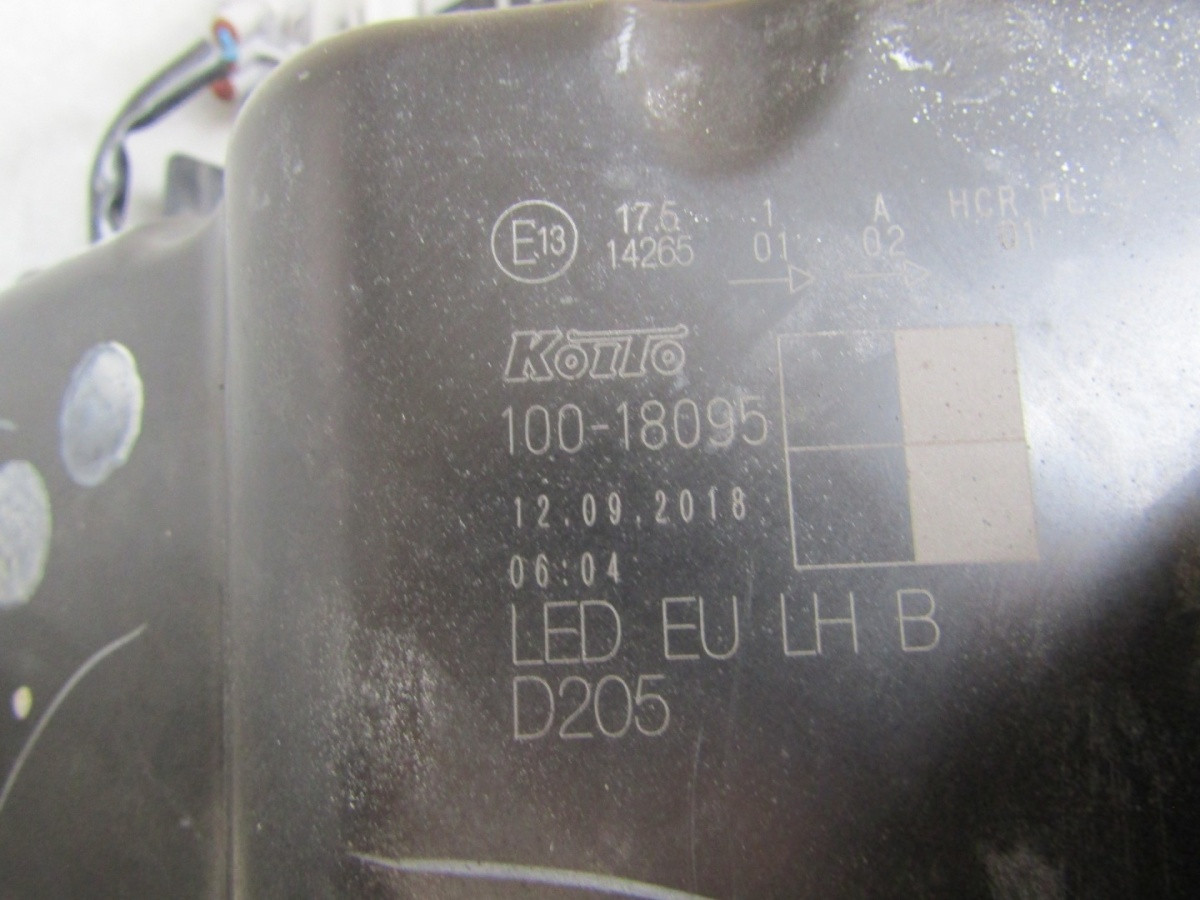 E13 17.5 1 A HCR PL
14265 01 02 01
KOITO
100-18095
12.09.2018
06:04
LED EU LH B
D205